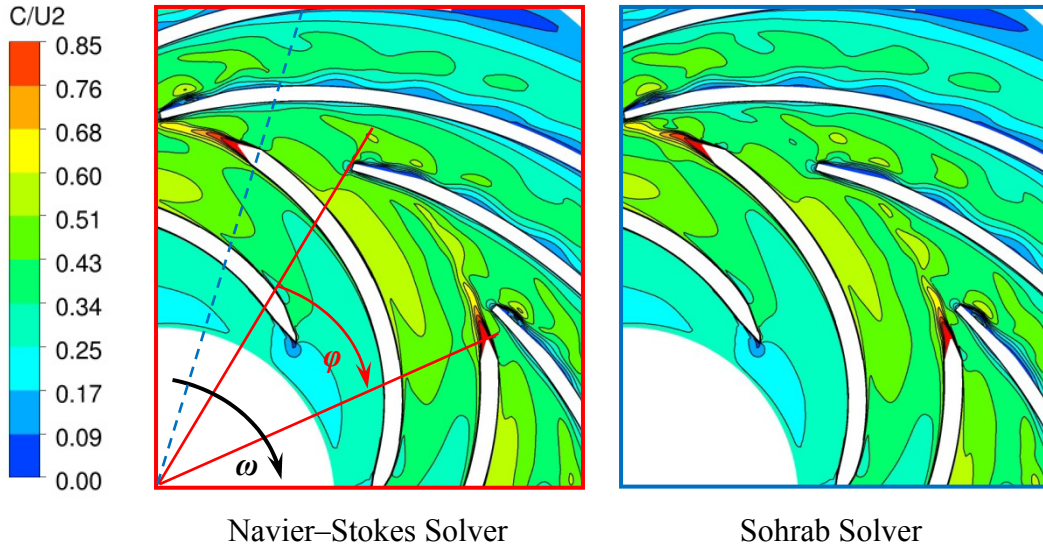 C/U2
0.85
0.76
0.68
0.60
0.51
0.43
0.34
0.25
0.17
0.09
0.00
φ
ω
Navier–Stokes Solver
Sohrab Solver